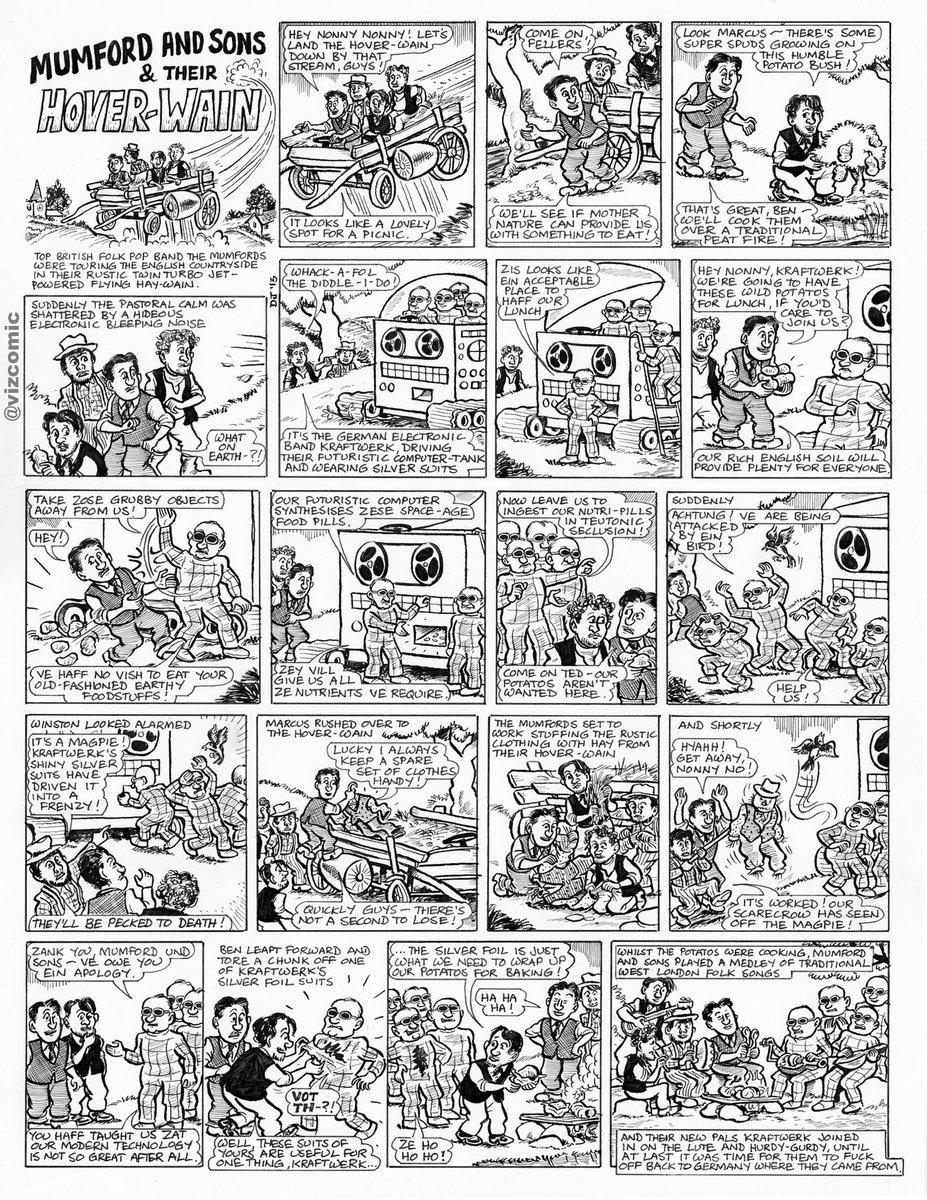 MUMFORD AND SONS
& THEIR
HOVER-WAIN
TOP BRITISH FOLK POP BAND THE MUMFORDS
WERE TOURING THE ENGLISH COUNTRYSIDE
IN THEIR RUSTIC TWIN TURBO JET-
POWERED FLYING HAY-WAIN.
HEY NONNY NONNY! LET'S
LAND THE HOVER-WAIN
DOWN BY THAT
STREAM, GUYS!
IT LOOKS LIKE A LOVELY
SPOT FOR A PICNIC.
COME ON,
FELLERS!
WE'LL SEE IF MOTHER
NATURE CAN PROVIDE US
WITH SOMETHING TO EAT!
LOOK MARCUS ~ THERE'S SOME
SUPER SPUDS GROWING ON
THIS HUMBLE
POTATO BUSH!
THAT'S GREAT, BEN ~
WE'LL COOK THEM
OVER A TRADITIONAL
PEAT FIRE!
@vizcomic
SUDDENLY THE PASTORAL CALM WAS
SHATTERED BY A HIDEOUS
ELECTRONIC BLEEPING NOISE
WHAT
ON
EARTH-?!
WHACK-A-FOL
THE DIDDLE-I-DO!
IT'S THE GERMAN ELECTRONIC
BAND KRAFTWERK, DRIVING
THEIR FUTURISTIC COMPUTER-TANK
AND WEARING SILVER SUITS
ZIS LOOKS LIKE
EIN ACCEPTABLE
PLACE TO
HAFF OUR
LUNCH
HEY NONNY, KRAFTWERK!
WE'RE GOING TO HAVE
THESE WILD POTATOS
FOR LUNCH, IF YOU'D
CARE TO
JOIN US?
OUR RICH ENGLISH SOIL WILL
PROVIDE PLENTY FOR EVERYONE
TAKE ZOSE GRUBBY OBJECTS
AWAY FROM US!
HEY!
VE HAFF NO VISH TO EAT YOUR
OLD-FASHIONED EARTHY
FOODSTUFFS!
OUR FUTURISTIC COMPUTER
SYNTHESISES ZESE SPACE-AGE
FOOD PILLS.
ZEY VILL
GIVE US ALL
ZE NUTRIENTS VE REQUIRE.
NOW LEAVE US TO
INGEST OUR NUTRI-PILLS
IN TEUTONIC
SECLUSION!
COME ON TED-OUR
POTATOS AREN'T
WANTED HERE.
SUDDENLY
ACHTUNG! VE ARE BEING
ATTACKED
BY EIN
BIRD!
HELP
US!
WINSTON LOOKED ALARMED
IT'S A MAGPIE!
KRAFTWERK'S
SHINY SILVER
SUITS HAVE
DRIVEN IT
INTO A
FRENZY!
THEY'LL BE PECKED TO DEATH!
MARCUS RUSHED OVER TO
THE HOVER-WAIN
LUCKY I ALWAYS
KEEP A SPARE
SET OF CLOTHES
HANDY!
QUICKLY GUYS ~ THERE'S
NOT A SECOND TO LOSE!
THE MUMFORDS SET TO
WORK STUFFING THE RUSTIC
CLOTHING WITH HAY FROM
THEIR HOVER-WAIN
AND SHORTLY
HYAHH!
GET AWAY,
NONNY NO!
IT'S WORKED! OUR
SCARECROW HAS SEEN
OFF THE MAGPIE!
ZANK YOU, MUMFORD UND
SONS ~ VE OWE YOU
EIN APOLOGY.
YOU HAFF TAUGHT US ZAT
OUR MODERN TECHNOLOGY
IS NOT SO GREAT AFTER ALL.
BEN LEAPT FORWARD AND
TORE A CHUNK OFF ONE
OF KRAFTWERK'S
SILVER FOIL SUITS
VOT
TH-?!
WELL, THESE SUITS OF
YOURS ARE USEFUL FOR
ONE THING, KRAFTWERK...
...THE SILVER FOIL IS JUST
WHAT WE NEED TO WRAP UP
OUR POTATOS FOR BAKING!
HA HA
HA!
ZE HO
HO HO!
WHILST THE POTATOS WERE COOKING, MUMFORD
AND SONS PLAYED A MEDLEY OF TRADITIONAL
WEST LONDON FOLK SONGS
AND THEIR NEW PALS KRAFTWERK JOINED
IN ON THE LUTE AND HURDY-GURDY, UNTIL
AT LAST IT WAS TIME FOR THEM TO FUCK
OFF BACK TO GERMANY WHERE THEY CAME FROM.